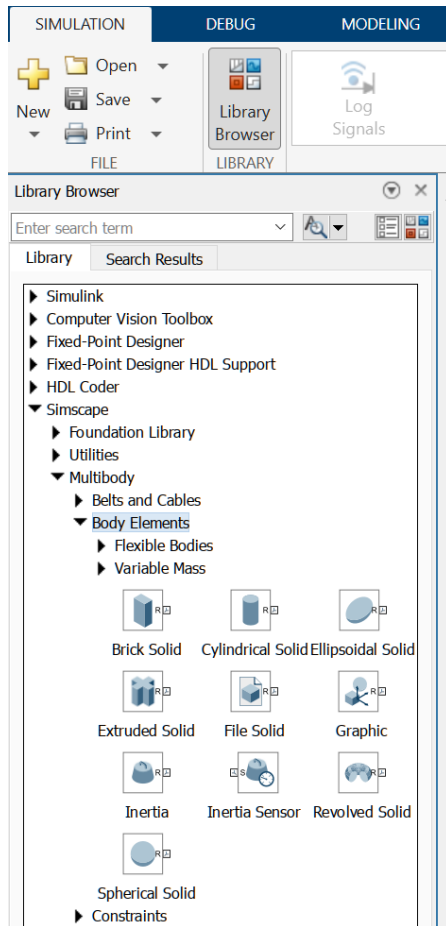 SIMULATION DEBUG MODELING
New
Open
Save
Print
Library
Browser
Log
Signals
FILE LIBRARY
Library Browser
Enter search term
Library Search Results
Simulink
Computer Vision Toolbox
Fixed-Point Designer
Fixed-Point Designer HDL Support
HDL Coder
Simscape
Foundation Library
Utilities
Multibody
Belts and Cables
Body Elements
Flexible Bodies
Variable Mass
R R R
Brick Solid Cylindrical Solid Ellipsoidal Solid
R R R
Extruded Solid File Solid Graphic
R S R
Inertia Inertia Sensor Revolved Solid
R
Spherical Solid
Constraints